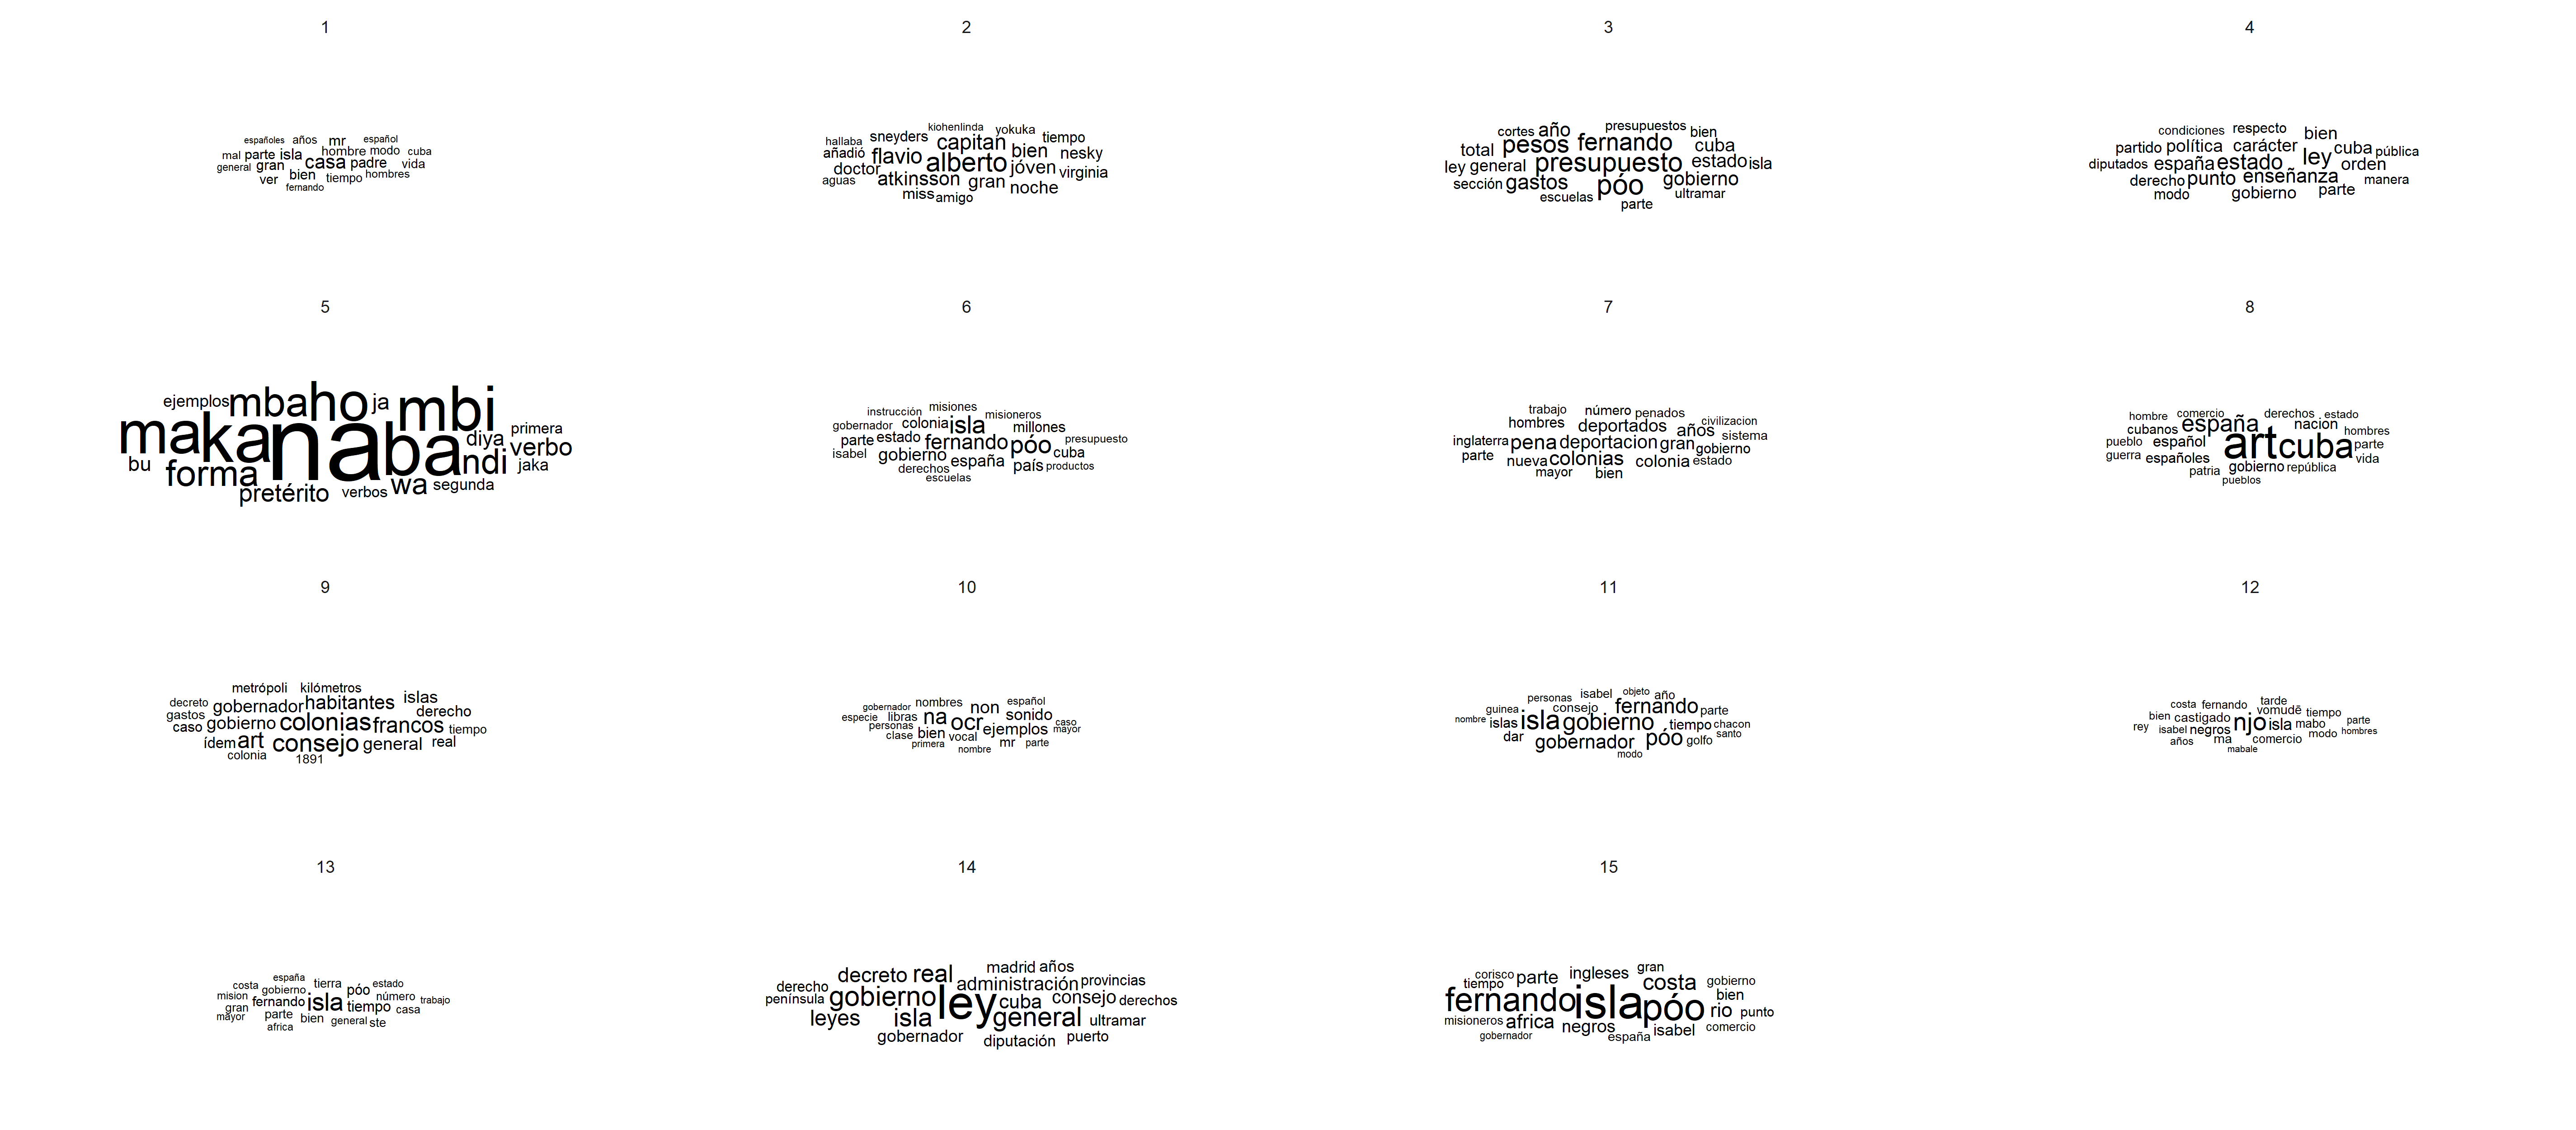 1
españoles años mr español
mal parte isla hombre modo cuba
general gran casa padre vida
ver bien tiempo hombres
fernando
2
kiohenlinda yokuka
hallaba sneyders capitan tiempo
añadió flavio alberto bien nesky
doctor jóven virginia
aguas atkinsson gran noche
miss amigo
3
cortes año presupuestos bien
total pesos fernando cuba
ley general presupuesto estado isla
sección gastos póo gobierno
escuelas ultramar
parte
4
condiciones respecto bien
partido política carácter cuba pública
diputados españa estado ley orden
derecho punto enseñanza manera
modo gobierno parte
5
ejemplos mba ho ja mbi
maka na ba diya primera
verbo
bu forma ndi jaka
pretérito verbos wa segunda
6
instrucción misiones misioneros
gobernador colonia isla millones
parte estado fernando póo presupuesto
isabel gobierno españa país cuba
derechos productos
escuelas
7
trabajo número penados
hombres deportados años civilizacion
inglaterra pena deportacion gran sistema
parte gobierno
nueva colonias colonia estado
mayor bien
8
hombre comercio derechos estado
cubanos españa nación hombres
pueblo español art cuba parte
guerra españoles vida
patria gobierno república
pueblos
9
metrópoli kilómetros
decreto gobernador habitantes islas
gastos derecho
caso gobierno colonias francos tiempo
ídem art consejo general real
colonia 1891
10
gobernador nombres non español
especie libras na sonido
personas ocr caso
clase bien vocal ejemplos mayor
primera mr parte
nombre
11
personas isabel objeto año
guinea consejo fernando parte
nombre islas isla gobierno tiempo chacon
dar gobernador póo golfo santo
modo
12
costa fernando tarde
bien castigado vomudē tiempo
rey isabel negros njo isla mabo parte
modo hombres
años ma comercio
mabale
13
españa tierra estado
costa gobierno póo
mision fernando isla número trabajo
gran tiempo casa
mayor parte bien general ste
africa
14
decreto real madrid años
derecho administración provincias
península gobierno ley cuba consejo derechos
leyes isla general ultramar
gobernador diputación puerto
15
corisco parte ingleses gran
tiempo costa gobierno
fernando isla póo bien
rio punto
misioneros africa negros isabel comercio
gobernador españa